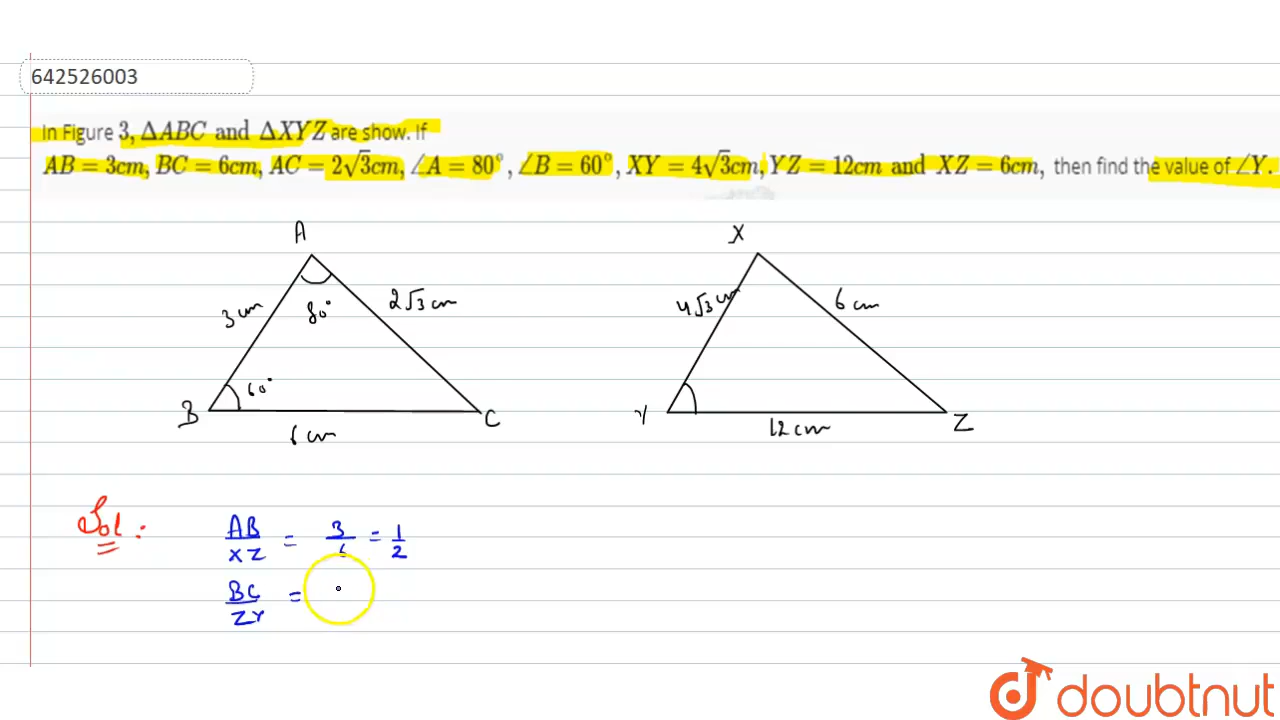 642526003
In Figure 3, ΔABC and ΔXYZ are show. If
AB = 3cm, BC = 6cm, AC = 2√3cm, ∠A = 80°, ∠B = 60°, XY = 4√3cm, YZ = 12cm and XZ = 6cm, then find the value of ∠Y.
A
X
3 cm
80°
2√3 cm
4√3 cm
6 cm
60°
B
C
6 cm
Y
Z
12 cm
Sol :
AB/XZ = 3/6 = 1/2
BC/ZY =
doubtnut